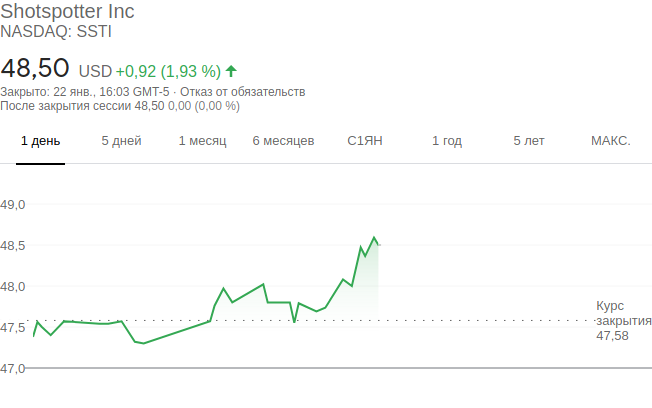 Shotspotter Inc
NASDAQ: SSTI
48,50 USD +0,92 (1,93 %)
Закрыто: 22 янв., 16:03 GMT-5 · Отказ от обязательств
После закрытия сессии 48,50 0,00 (0,00 %)
1 день 5 дней 1 месяц 6 месяцев С1ЯН 1 год 5 лет МАКС.
49,0
48,5
48,0
Курс
закрытия
47,58
47,5
47,0